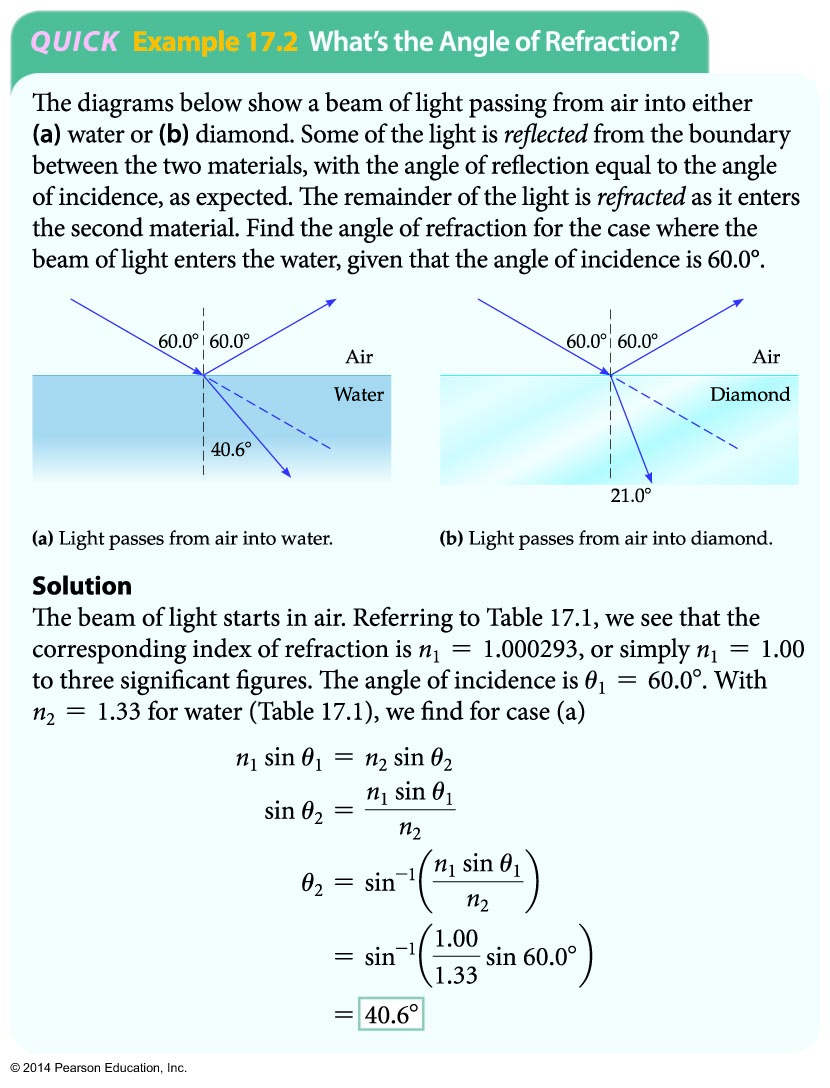 QUICK Example 17.2 What's the Angle of Refraction?
The diagrams below show a beam of light passing from air into either
(a) water or (b) diamond. Some of the light is reflected from the boundary
between the two materials, with the angle of reflection equal to the angle
of incidence, as expected. The remainder of the light is refracted as it enters
the second material. Find the angle of refraction for the case where the
beam of light enters the water, given that the angle of incidence is 60.0°.
60.0° 60.0°
Air
Water
40.6°
(a) Light passes from air into water.
60.0° 60.0°
Air
Diamond
21.0°
(b) Light passes from air into diamond.
Solution
The beam of light starts in air. Referring to Table 17.1, we see that the
corresponding index of refraction is n₁ = 1.000293, or simply n₁ = 1.00
to three significant figures. The angle of incidence is θ₁ = 60.0°. With
n₂ = 1.33 for water (Table 17.1), we find for case (a)
n₁ sin θ₁ = n₂ sin θ₂
sin θ₂ = n₁ sin θ₁ / n₂
θ₂ = sin⁻¹(n₁ sin θ₁ / n₂)
= sin⁻¹(1.00 / 1.33 sin 60.0°)
= 40.6°
© 2014 Pearson Education, Inc.